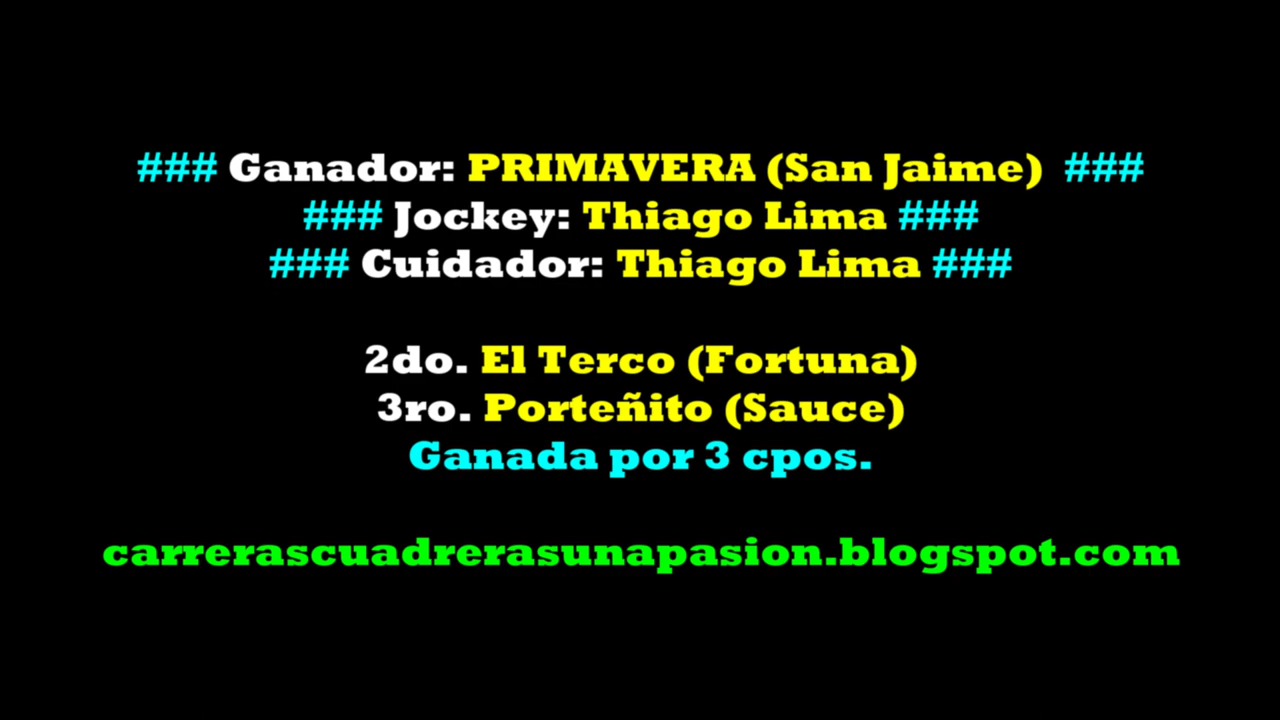 ### Ganador: PRIMAVERA (San Jaime) ###
### Jockey: Thiago Lima ###
### Cuidador: Thiago Lima ###
2do. El Terco (Fortuna)
3ro. Porteñito (Sauce)
Ganada por 3 cpos.
carrerascuadrerasunapasion.blogspot.com